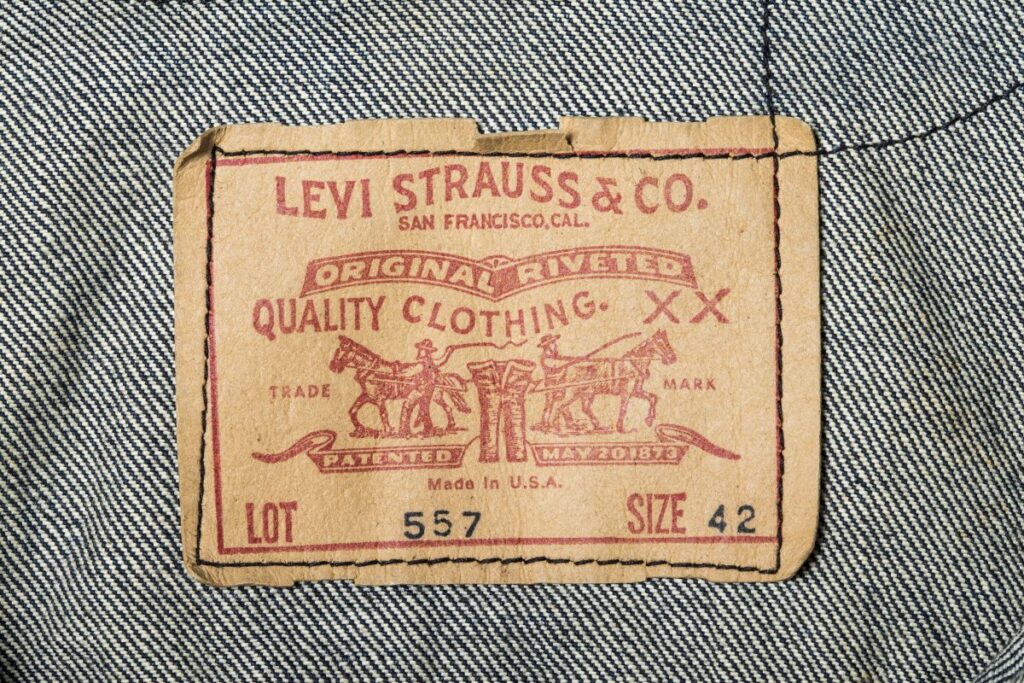 LEVI STRAUSS & CO.
SAN FRANCISCO, CAL.
ORIGINAL RIVETED
QUALITY CLOTHING. XX
TRADE MARK
PATENTED MAY 20 1873
Made in U.S.A.
LOT 557 SIZE 42